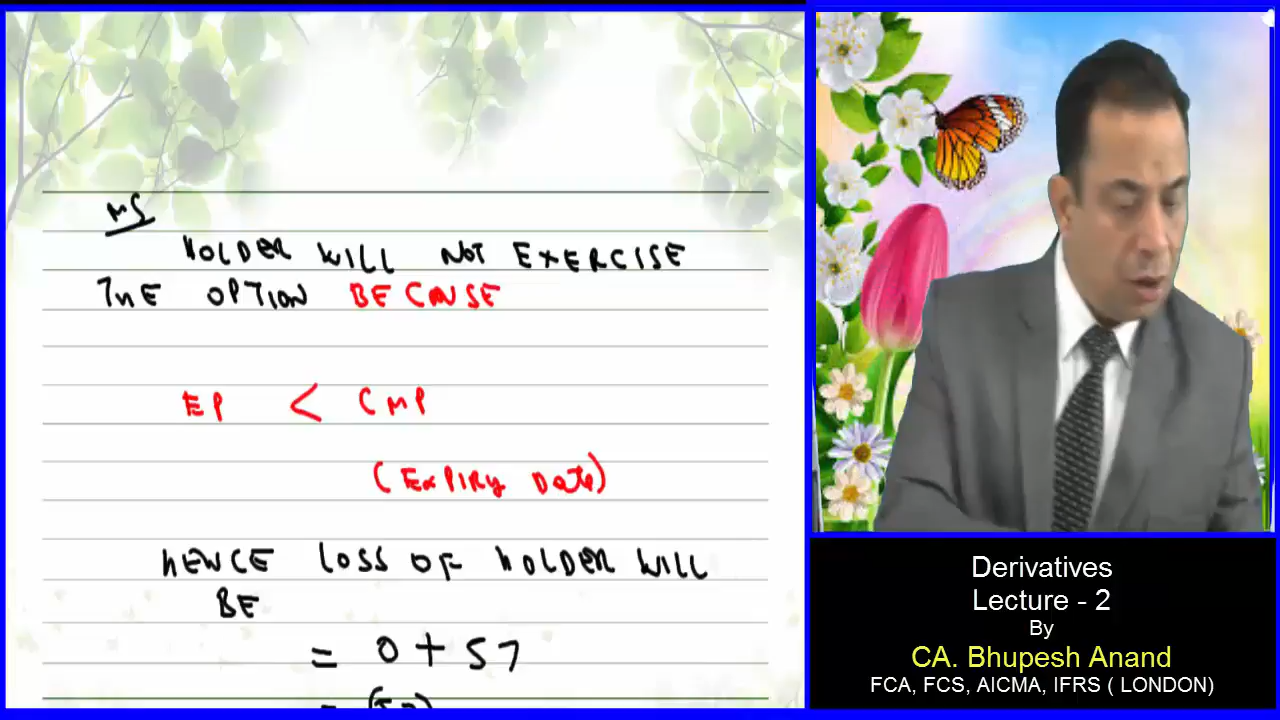 HOLDER WILL NOT EXERCISE
THE OPTION BECAUSE
EP < CMP
(EXPIRY DATE)
HENCE LOSS OF HOLDER WILL
BE
= 0 + 57
Derivatives
Lecture - 2
By
CA. Bhupesh Anand
FCA, FCS, AICMA, IFRS ( LONDON)